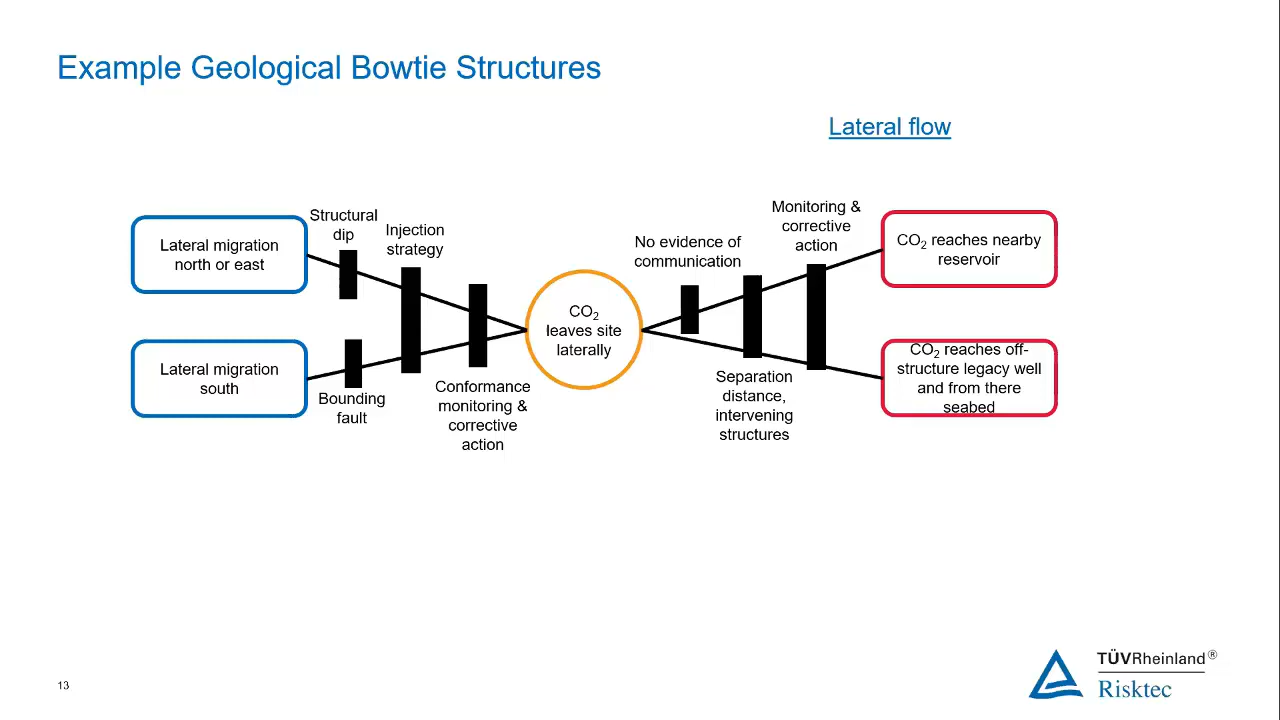 Example Geological Bowtie Structures
Lateral flow
Lateral migration
north or east
Structural
dip
Injection
strategy
Lateral migration
south
Bounding
fault
Conformance
monitoring &
corrective
action
CO₂
leaves site
laterally
No evidence of
communication
Monitoring &
corrective
action
Separation
distance,
intervening
structures
CO₂ reaches nearby
reservoir
CO₂ reaches off-
structure legacy well
and from there
seabed
13
TÜVRheinland®
Risktec